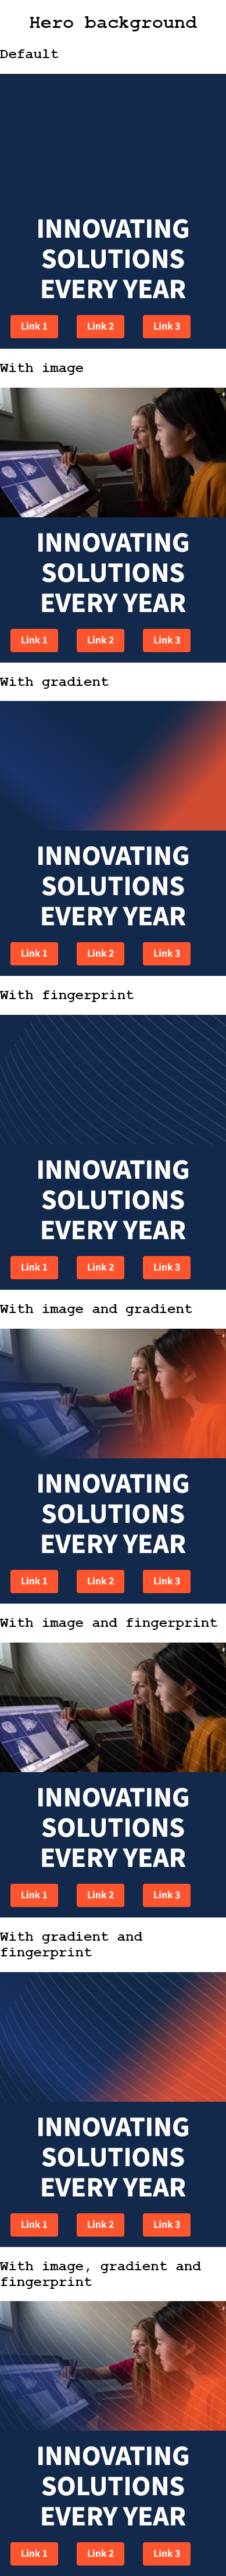 Hero background
Default
INNOVATING
SOLUTIONS
EVERY YEAR
Link 1 Link 2 Link 3
With image
INNOVATING
SOLUTIONS
EVERY YEAR
Link 1 Link 2 Link 3
With gradient
INNOVATING
SOLUTIONS
EVERY YEAR
Link 1 Link 2 Link 3
With fingerprint
INNOVATING
SOLUTIONS
EVERY YEAR
Link 1 Link 2 Link 3
With image and gradient
INNOVATING
SOLUTIONS
EVERY YEAR
Link 1 Link 2 Link 3
With image and fingerprint
INNOVATING
SOLUTIONS
EVERY YEAR
Link 1 Link 2 Link 3
With gradient and
fingerprint
INNOVATING
SOLUTIONS
EVERY YEAR
Link 1 Link 2 Link 3
With image, gradient and
fingerprint
INNOVATING
SOLUTIONS
EVERY YEAR
Link 1 Link 2 Link 3